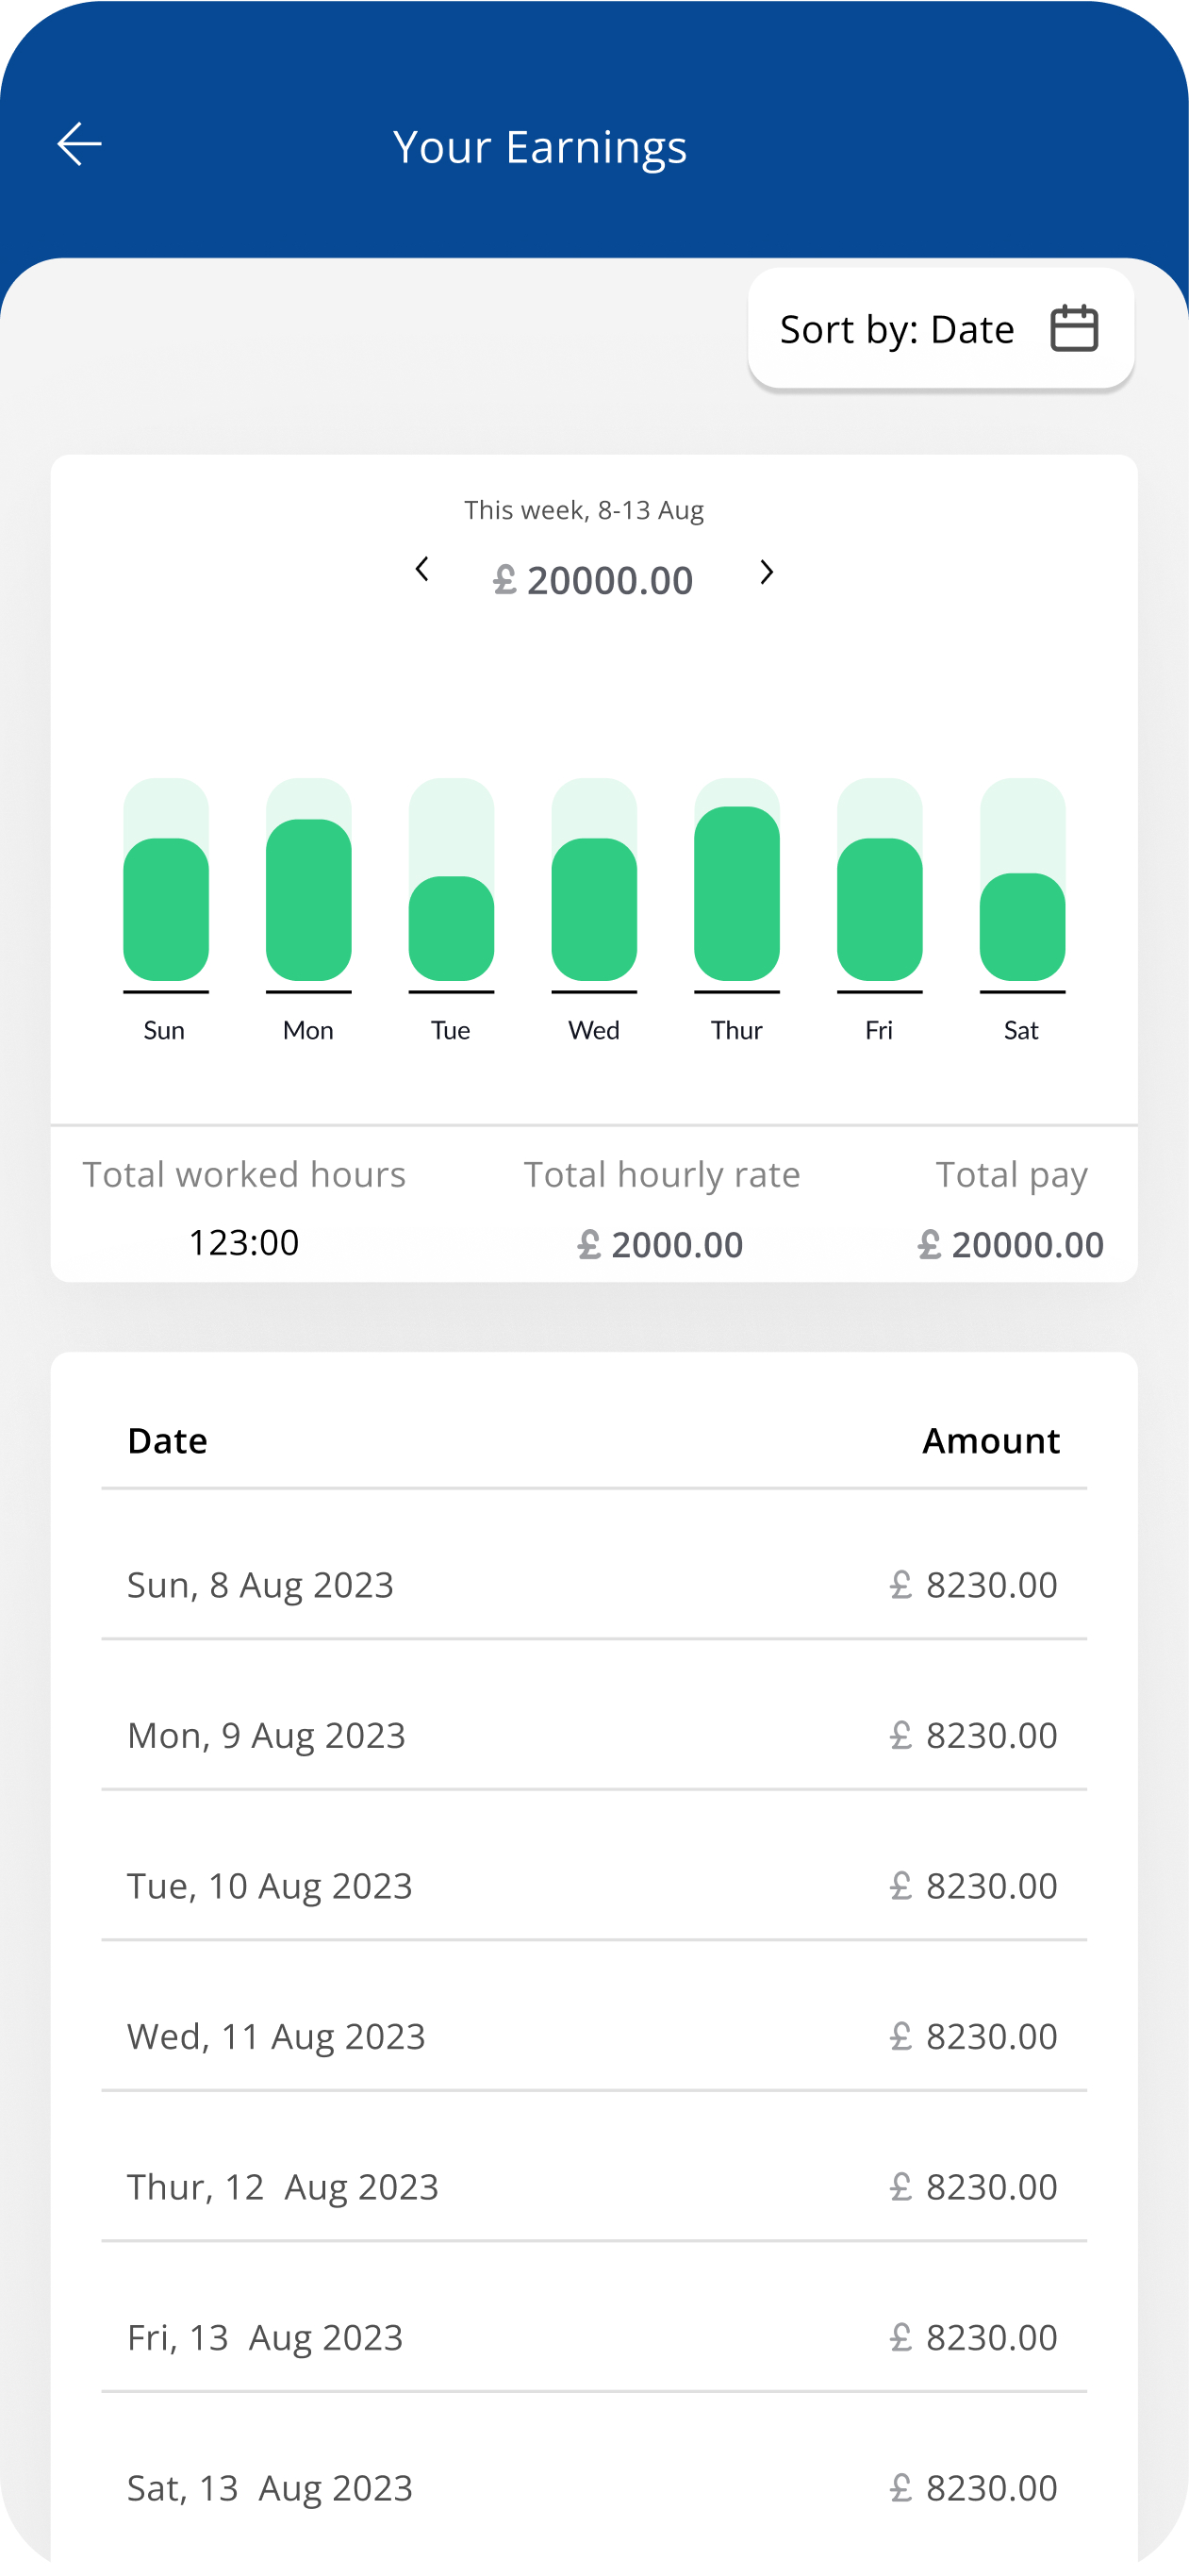 Your Earnings
Sort by: Date
This week, 8-13 Aug
£ 20000.00
Sun Mon Tue Wed Thur Fri Sat
Total worked hours Total hourly rate Total pay
123:00 £ 2000.00 £ 20000.00
Date Amount
Sun, 8 Aug 2023 £ 8230.00
Mon, 9 Aug 2023 £ 8230.00
Tue, 10 Aug 2023 £ 8230.00
Wed, 11 Aug 2023 £ 8230.00
Thur, 12  Aug 2023 £ 8230.00
Fri, 13  Aug 2023 £ 8230.00
Sat, 13  Aug 2023 £ 8230.00